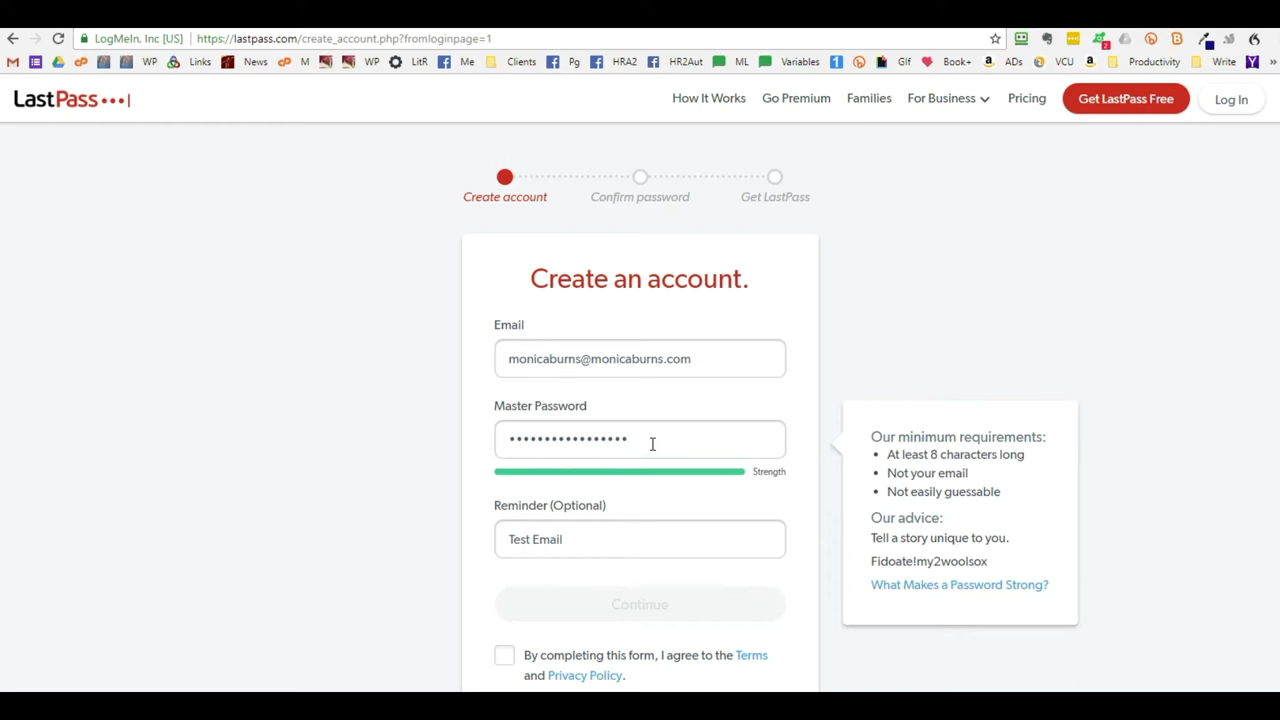 LogMeIn, Inc [US] https://lastpass.com/create_account.php?fromloginpage=1
WP Links News M WP LitR Me Clients Pg HRA2 HR2Aut ML Variables Gif Book+ ADs VCU Productivity Write
LastPass
How It Works Go Premium Families For Business Pricing Get LastPass Free Log In
Create account Confirm password Get LastPass
Create an account.
Email
monicaburns@monicaburns.com
Master Password
•••••••••••••••••
Strength
Reminder (Optional)
Test Email
Continue
By completing this form, I agree to the Terms
and Privacy Policy.
Our minimum requirements:
• At least 8 characters long
• Not your email
• Not easily guessable
Our advice:
Tell a story unique to you.
Fidoate!my2woolsox
What Makes a Password Strong?